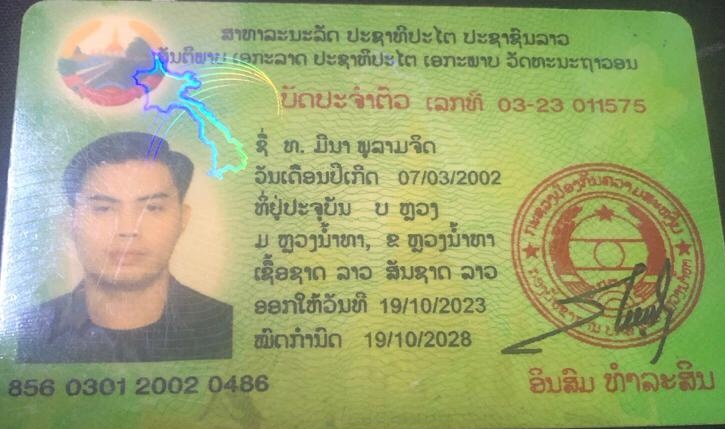 ສາທາລະນະລັດ ປະຊາທິປະໄຕ ປະຊາຊົນລາວ
ສັນຕິພາບ ເອກະລາດ ປະຊາທິປະໄຕ ເອກະພາບ ວັດທະນະຖາວອນ
ບັດປະຈຳຕົວ ເລກທີ 03-23 011575
ຊື່ ທ. ມີນາ ພູລາມຈິດ
ວັນເດືອນປີເກີດ 07/03/2002
ທີ່ຢູ່ປະຈຸບັນ ບ ຫຼວງ
ມ ຫຼວງນ້ຳທາ, ຂ ຫຼວງນ້ຳທາ
ເຊື້ອຊາດ ລາວ ສັນຊາດ ລາວ
ອອກໃຫ້ວັນທີ 19/10/2023
ໝົດກຳນົດ 19/10/2028
856 0301 2002 0486
ອິນສົມ ທຳລະສິນ